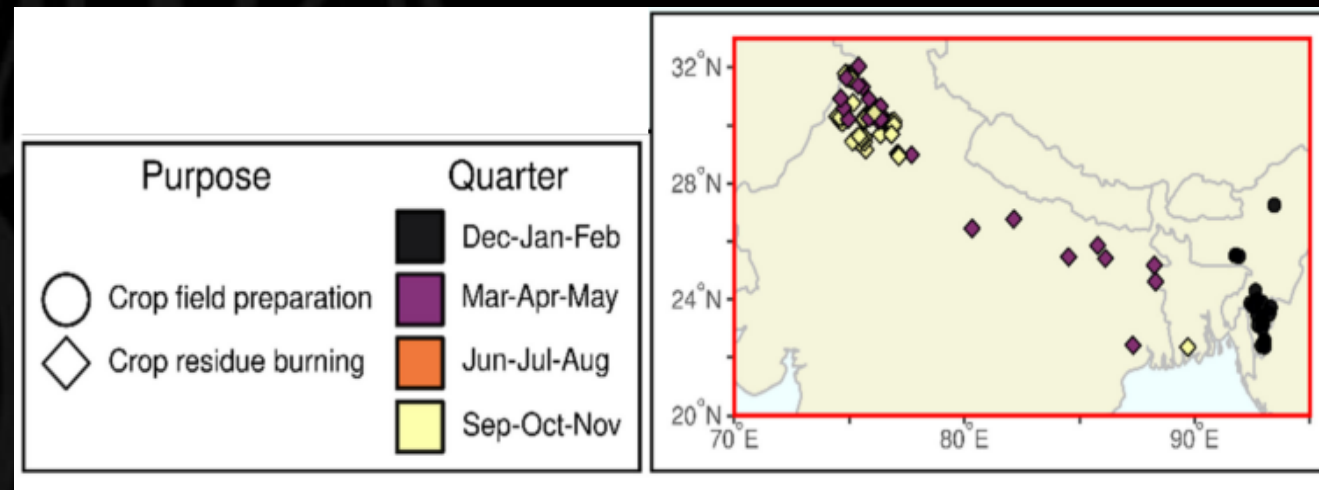 Purpose
Quarter
Dec-Jan-Feb
Crop field preparation
Mar-Apr-May
Crop residue burning
Jun-Jul-Aug
Sep-Oct-Nov
32°N
28°N
24°N
20°N
70°E
80°E
90°E